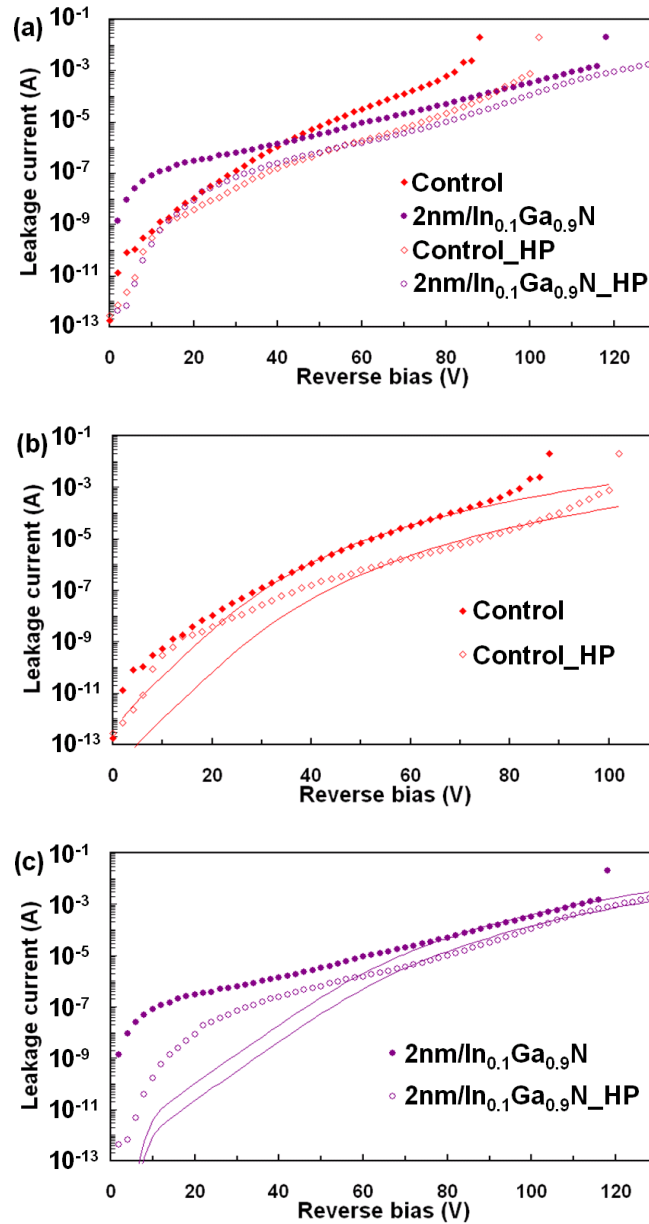 (a)
10⁻¹
10⁻³
10⁻⁵
10⁻⁷
10⁻⁹
10⁻¹¹
10⁻¹³
Leakage current (A)
Control
2nm/In₀.₁Ga₀.₉N
Control_HP
2nm/In₀.₁Ga₀.₉N_HP
0 20 40 60 80 100 120
Reverse bias (V)
(b)
10⁻¹
10⁻³
10⁻⁵
10⁻⁷
10⁻⁹
10⁻¹¹
10⁻¹³
Leakage current (A)
Control
Control_HP
0 20 40 60 80 100
Reverse bias (V)
(c)
10⁻¹
10⁻³
10⁻⁵
10⁻⁷
10⁻⁹
10⁻¹¹
10⁻¹³
Leakage current (A)
2nm/In₀.₁Ga₀.₉N
2nm/In₀.₁Ga₀.₉N_HP
0 20 40 60 80 100 120
Reverse bias (V)